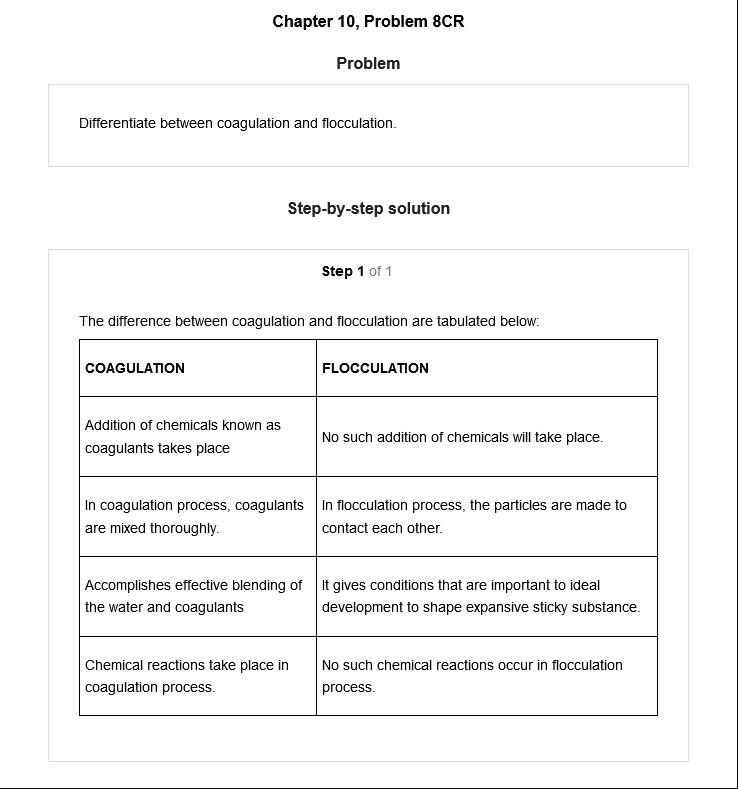 Chapter 10, Problem 8CR
Problem
Differentiate between coagulation and flocculation.
Step-by-step solution
Step 1 of 1
The difference between coagulation and flocculation are tabulated below:
COAGULATION
FLOCCULATION
Addition of chemicals known as
coagulants takes place
No such addition of chemicals will take place.
In coagulation process, coagulants
are mixed thoroughly.
In flocculation process, the particles are made to
contact each other.
Accomplishes effective blending of
the water and coagulants
It gives conditions that are important to ideal
development to shape expansive sticky substance.
Chemical reactions take place in
coagulation process.
No such chemical reactions occur in flocculation
process.